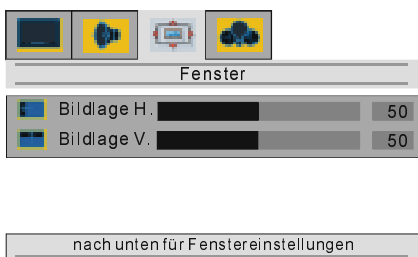 Fenster
Bildlage H. 50
Bildlage V. 50
nach unten für Fenstereinstellungen